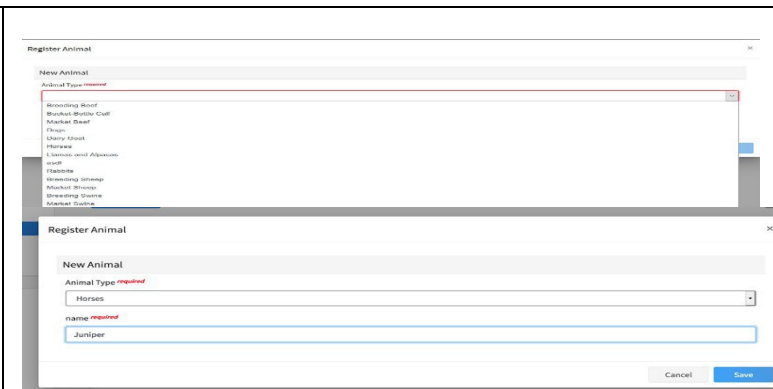 Register Animal ×
New Animal
Animal Type required
Breeding Beef
Bucket-Bottle Calf
Market Beef
Dogs
Dairy Goat
Horses
Llamas and Alpacas
Rabbits
Breeding Sheep
Market Sheep
Breeding Swine
Market Swine
Register Animal ×
New Animal
Animal Type required
Horses
name required
Juniper
Cancel Save